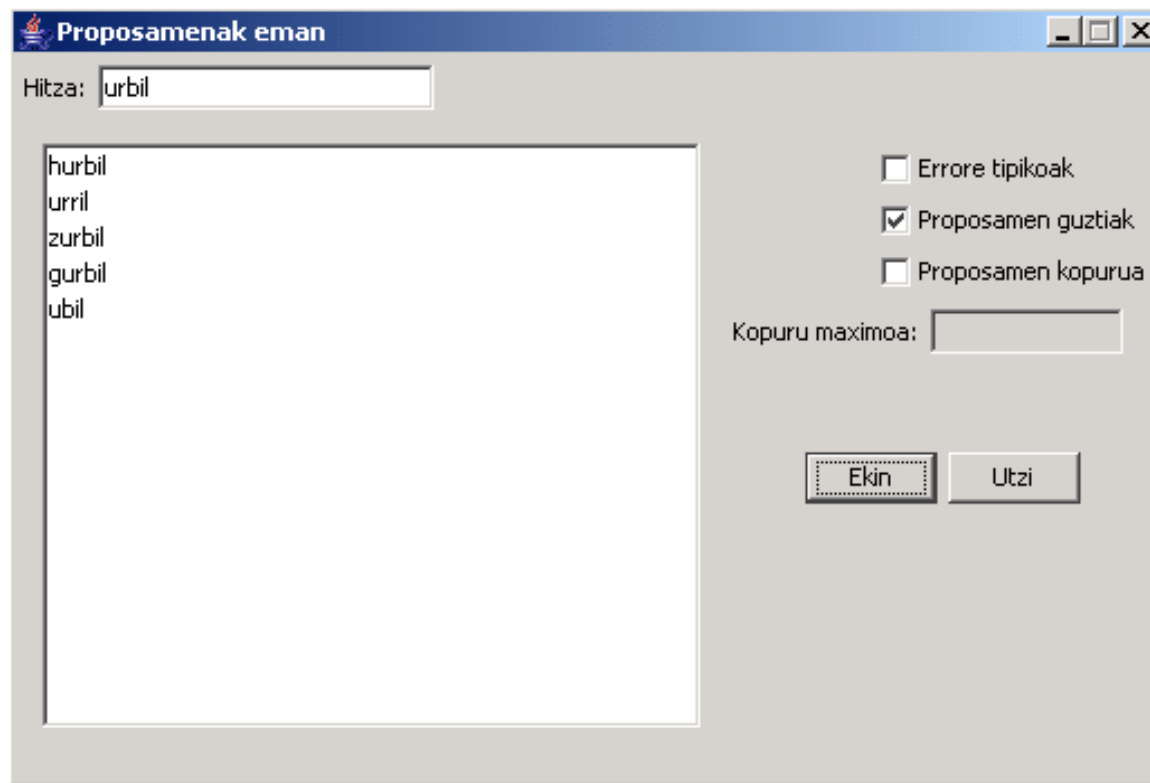 Proposamenak eman
Hitza: urbil
hurbil
urril
zurbil
gurbil
ubil
Errore tipikoak
Proposamen guztiak
Proposamen kopurua
Kopuru maximoa:
Ekin Utzi